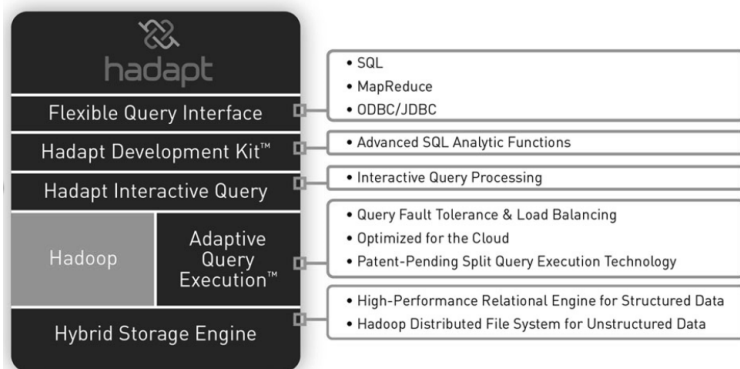 hadapt
Flexible Query Interface
• SQL
• MapReduce
• ODBC/JDBC
Hadapt Development Kit™
• Advanced SQL Analytic Functions
Hadapt Interactive Query
• Interactive Query Processing
Hadoop
Adaptive
Query
Execution™
• Query Fault Tolerance & Load Balancing
• Optimized for the Cloud
• Patent-Pending Split Query Execution Technology
Hybrid Storage Engine
• High-Performance Relational Engine for Structured Data
• Hadoop Distributed File System for Unstructured Data